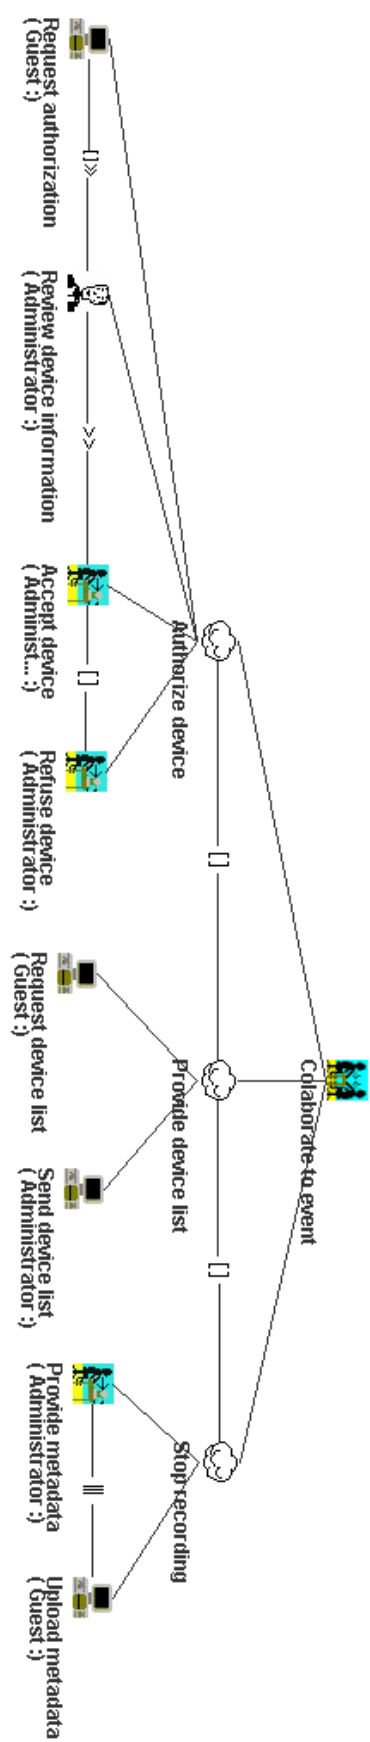 Colaborate to event
Authorize device
[]
Provide device list
[]
Stop recording
Request authorization
( Guest :)
[]>>
Review device information
( Administrator :)
>>
Accept device
( Administ... :)
[]
Refuse device
( Administrator :)
Request device list
( Guest :)
Send device list
( Administrator :)
Provide metadata
( Administrator :)
|||
Upload metadata
( Guest :)